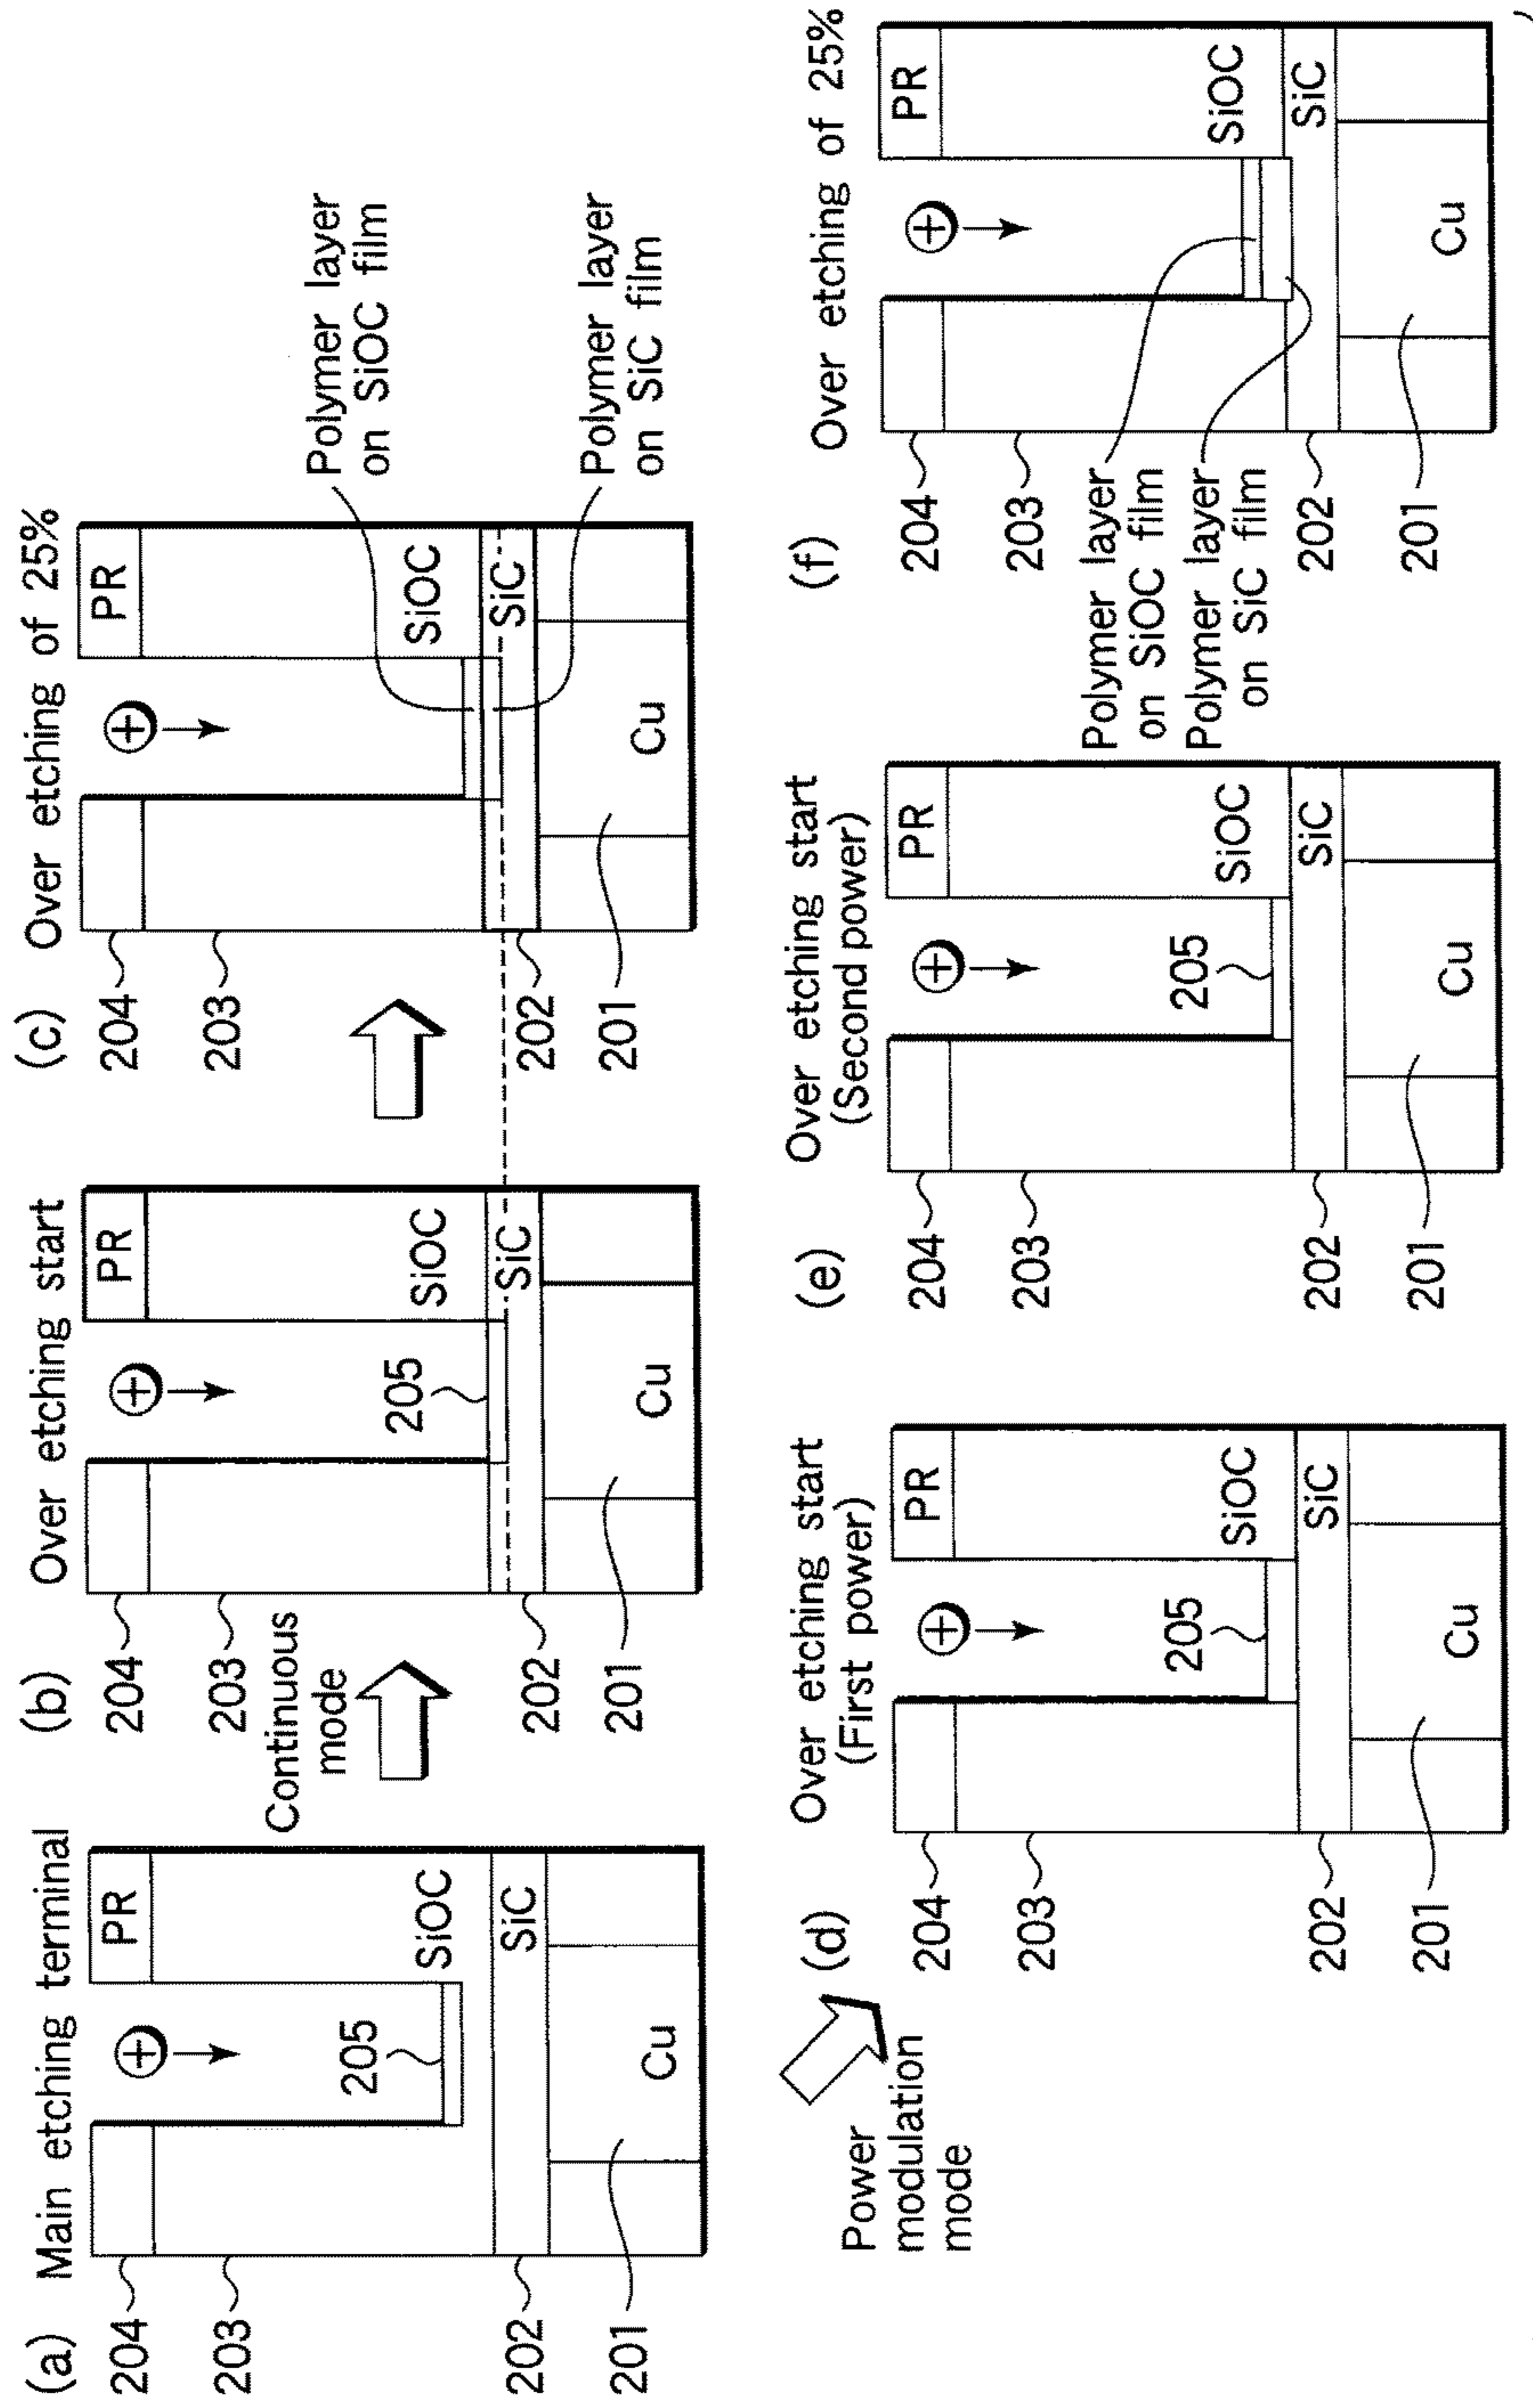 (a) Main etching terminal
204
203
202
201
205
PR
SiOC
SiC
Cu
Continuous
mode
(b) Over etching start
204
203
202
201
205
PR
SiOC
SiC
Cu
(c) Over etching of 25%
204
203
202
201
PR
SiOC
SiC
Cu
Polymer layer
on SiOC film
Polymer layer
on SiC film
Power
modulation
mode
(d) Over etching start
(First power)
204
203
202
201
205
PR
SiOC
SiC
Cu
(e) Over etching start
(Second power)
204
203
202
201
205
PR
SiOC
SiC
Cu
(f) Over etching of 25%
204
203
Polymer layer
on SiOC film
Polymer layer
on SiC film
202
201
PR
SiOC
SiC
Cu